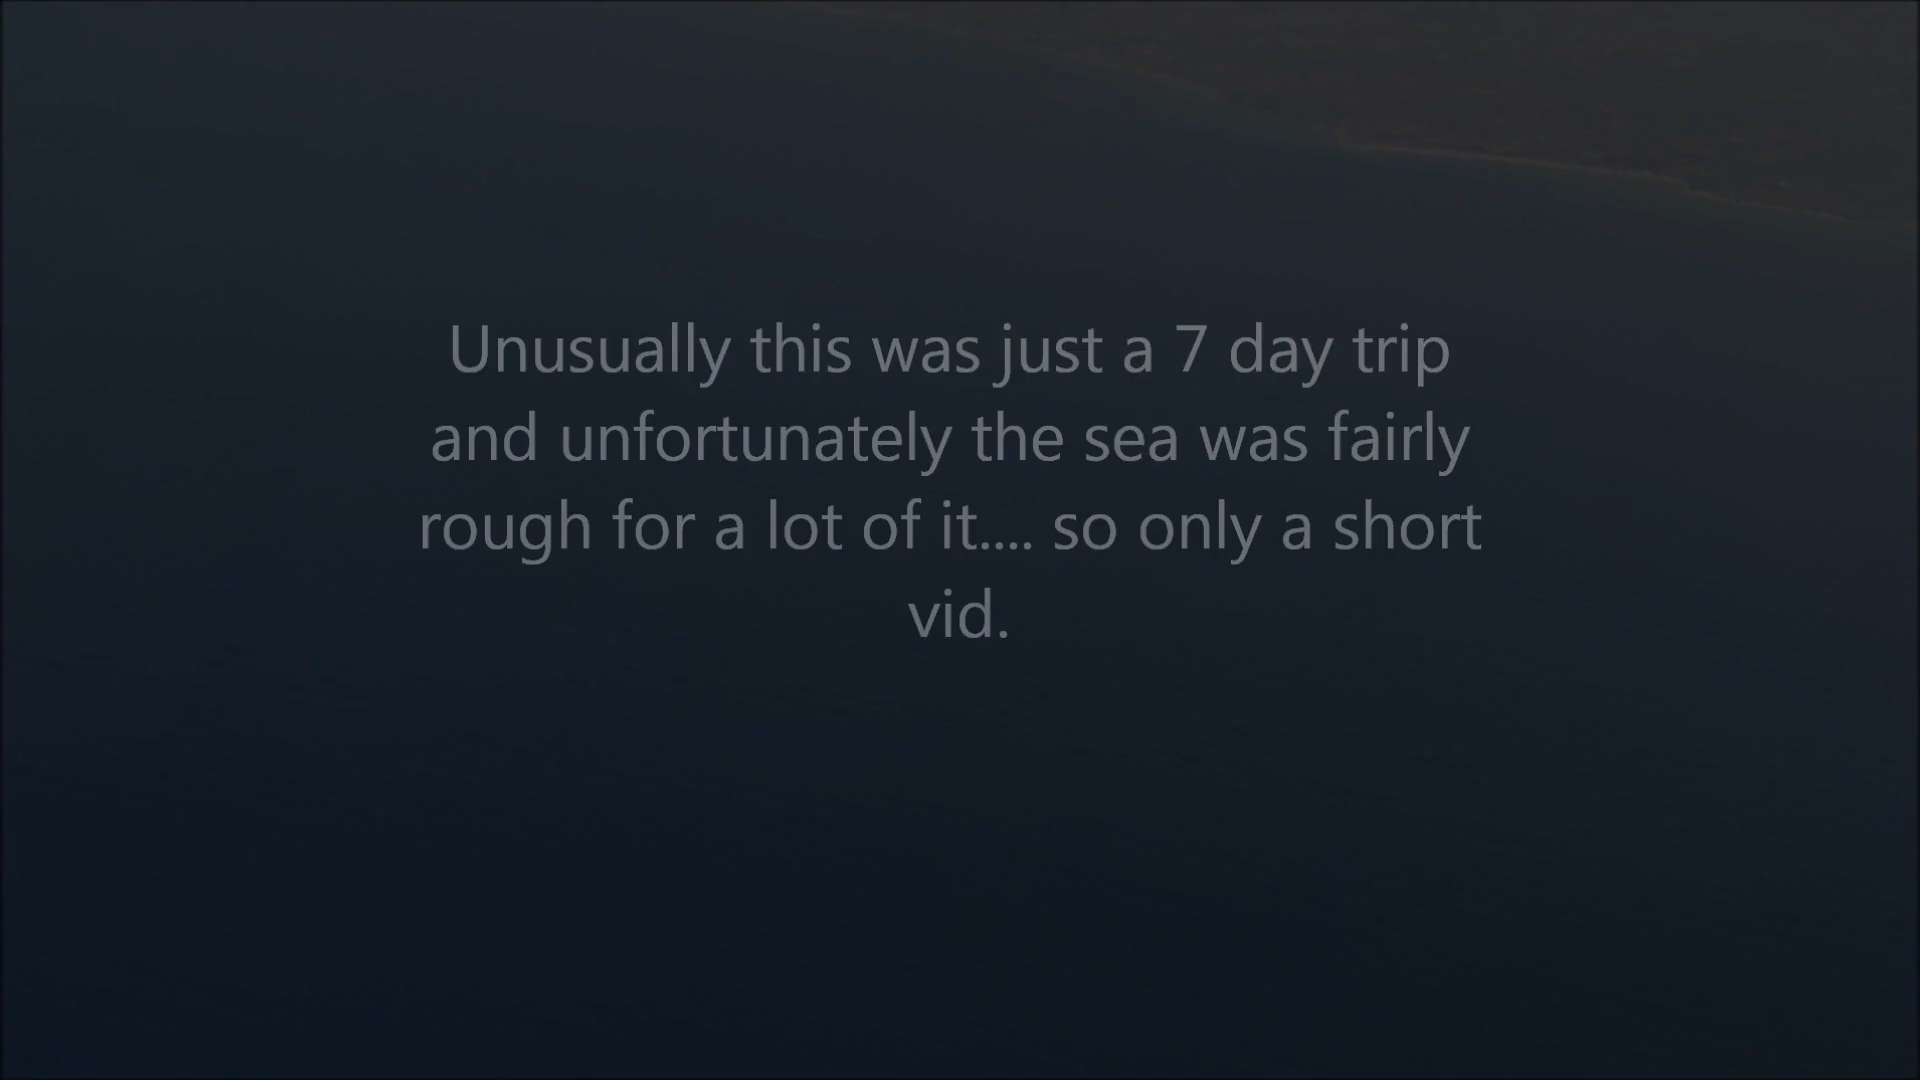 Unusually this was just a 7 day trip
and unfortunately the sea was fairly
rough for a lot of it.... so only a short
vid.